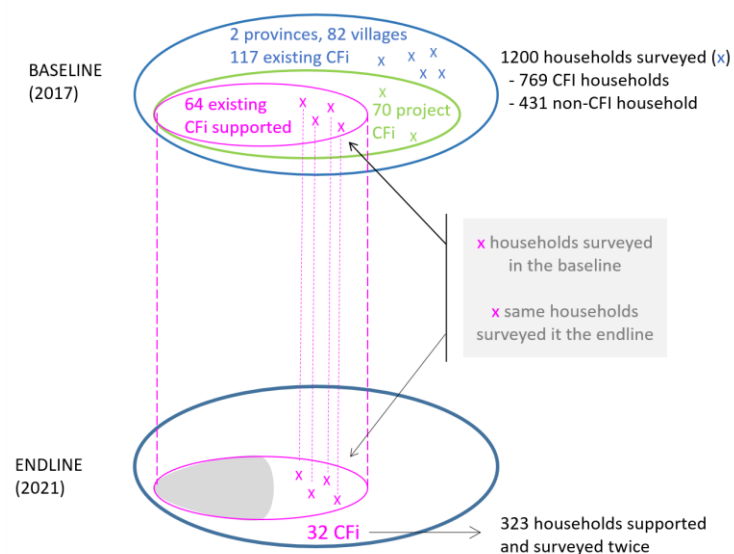 2 provinces, 82 villages
117 existing CFi
x x x
x x
BASELINE
(2017)
1200 households surveyed (x)
- 769 CFI households
- 431 non-CFI household
x
64 existing
CFi supported
x x
x x
70 project
CFi
x
x households surveyed
in the baseline
x same households
surveyed it the endline
ENDLINE
(2021)
x x
x x
32 CFi
323 households supported
and surveyed twice